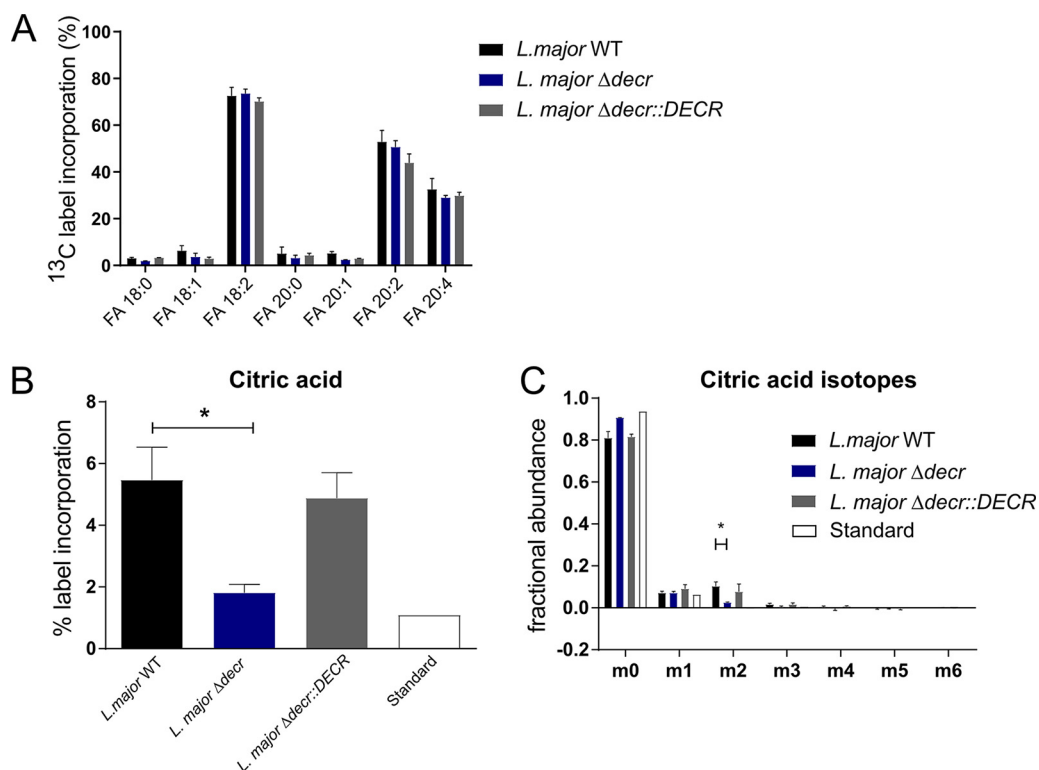 A
13C label incorporation (%)
100
80
60
40
20
0
FA 18:0
FA 18:1
FA 18:2
FA 20:0
FA 20:1
FA 20:2
FA 20:4
L.major WT
L. major Δdecr
L. major Δdecr::DECR
B
Citric acid
% label incorporation
8
6
4
2
0
*
L.major WT
L. major Δdecr
L. major Δdecr::DECR
Standard
C
Citric acid isotopes
fractional abundance
1.0
0.8
0.6
0.4
0.2
0.0
-0.2
*
m0 m1 m2 m3 m4 m5 m6
L.major WT
L. major Δdecr
L. major Δdecr::DECR
Standard